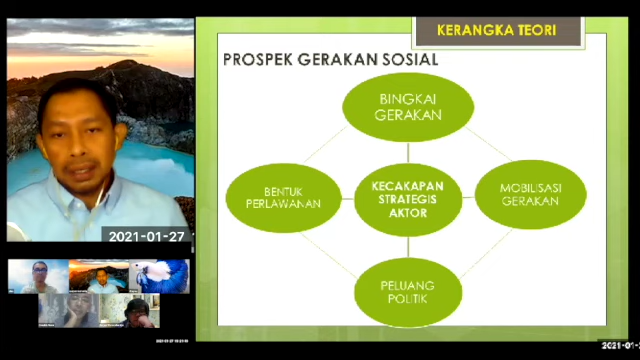 KERANGKA TEORI
PROSPEK GERAKAN SOSIAL
BINGKAI
GERAKAN
BENTUK
PERLAWANAN
KECAKAPAN
STRATEGIS
AKTOR
MOBILISASI
GERAKAN
PELUANG
POLITIK
2021-01-27